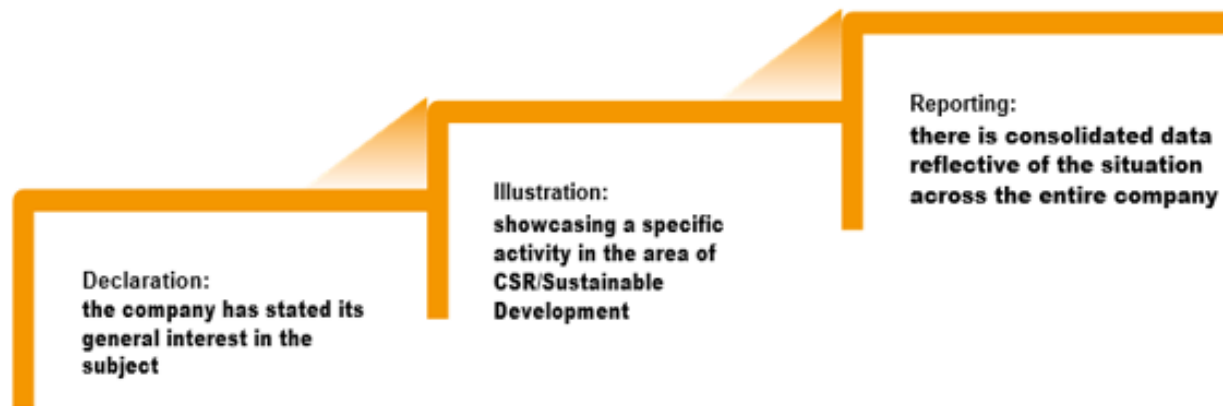 Declaration:
the company has stated its
general interest in the
subject
Illustration:
showcasing a specific
activity in the area of
CSR/Sustainable
Development
Reporting:
there is consolidated data
reflective of the situation
across the entire company